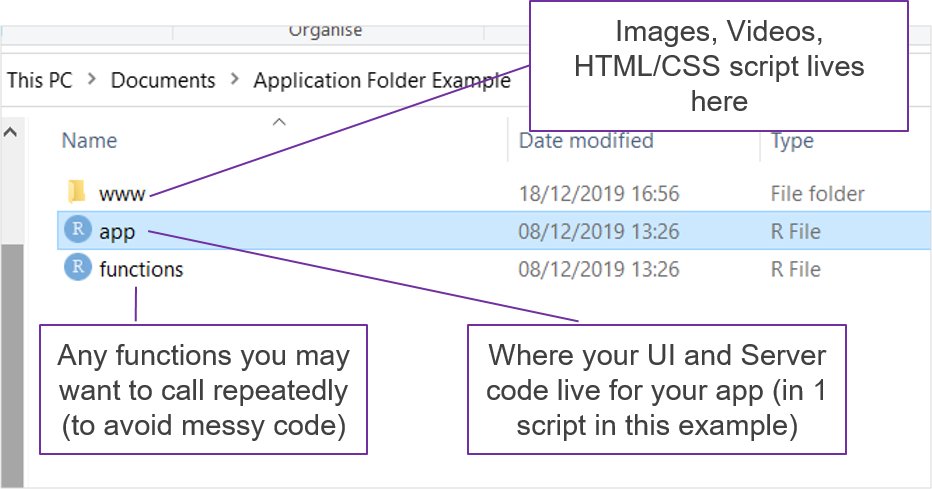 Organise
Images, Videos,
HTML/CSS script lives
here
This PC > Documents > Application Folder Example
Name Date modified Type
www 18/12/2019 16:56 File folder
R app 08/12/2019 13:26 R File
R functions 08/12/2019 13:26 R File
Any functions you may
want to call repeatedly
(to avoid messy code)
Where your UI and Server
code live for your app (in 1
script in this example)